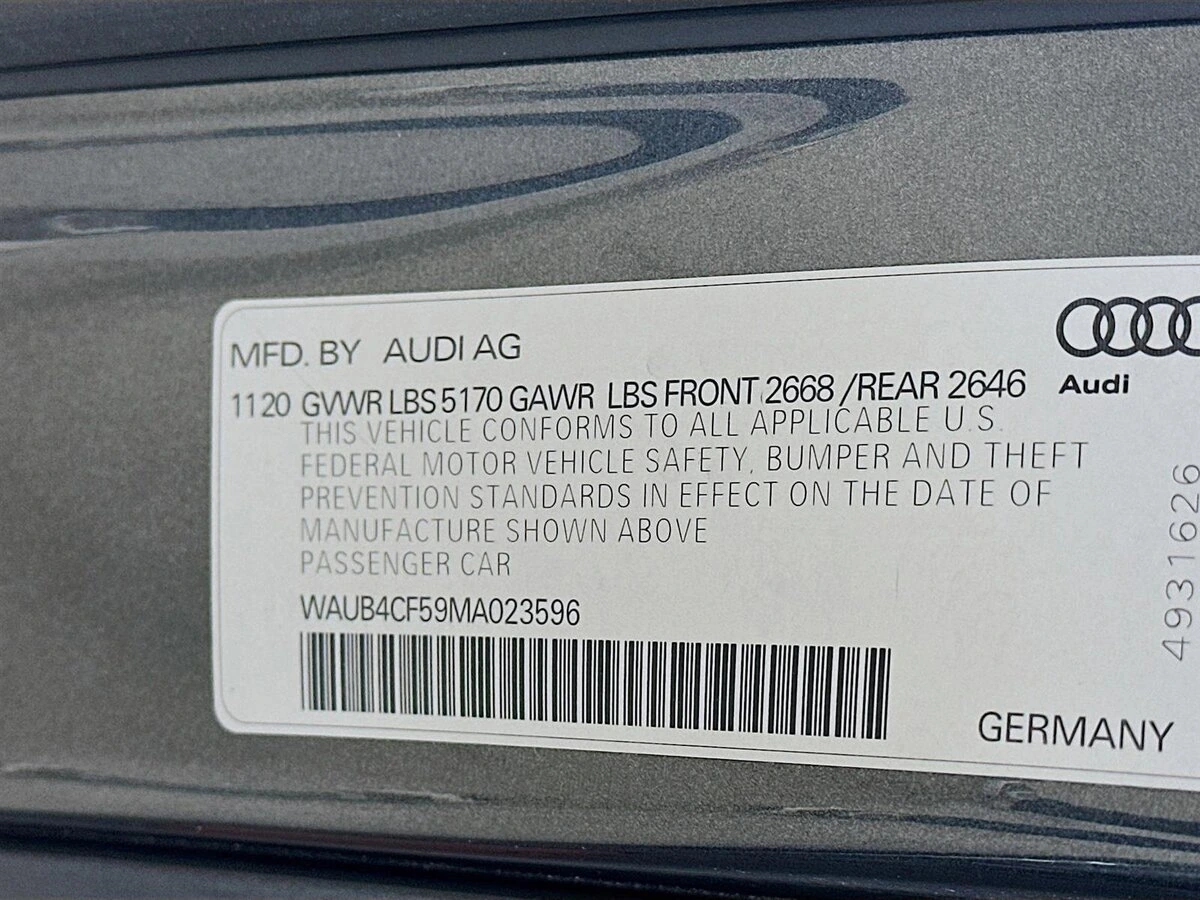 MFD. BY AUDI AG
Audi
1120 GVWR LBS 5170 GAWR LBS FRONT 2668 /REAR 2646
THIS VEHICLE CONFORMS TO ALL APPLICABLE U.S.
FEDERAL MOTOR VEHICLE SAFETY, BUMPER AND THEFT
PREVENTION STANDARDS IN EFFECT ON THE DATE OF
MANUFACTURE SHOWN ABOVE
PASSENGER CAR
WAUB4CF59MA023596
GERMANY
4931626